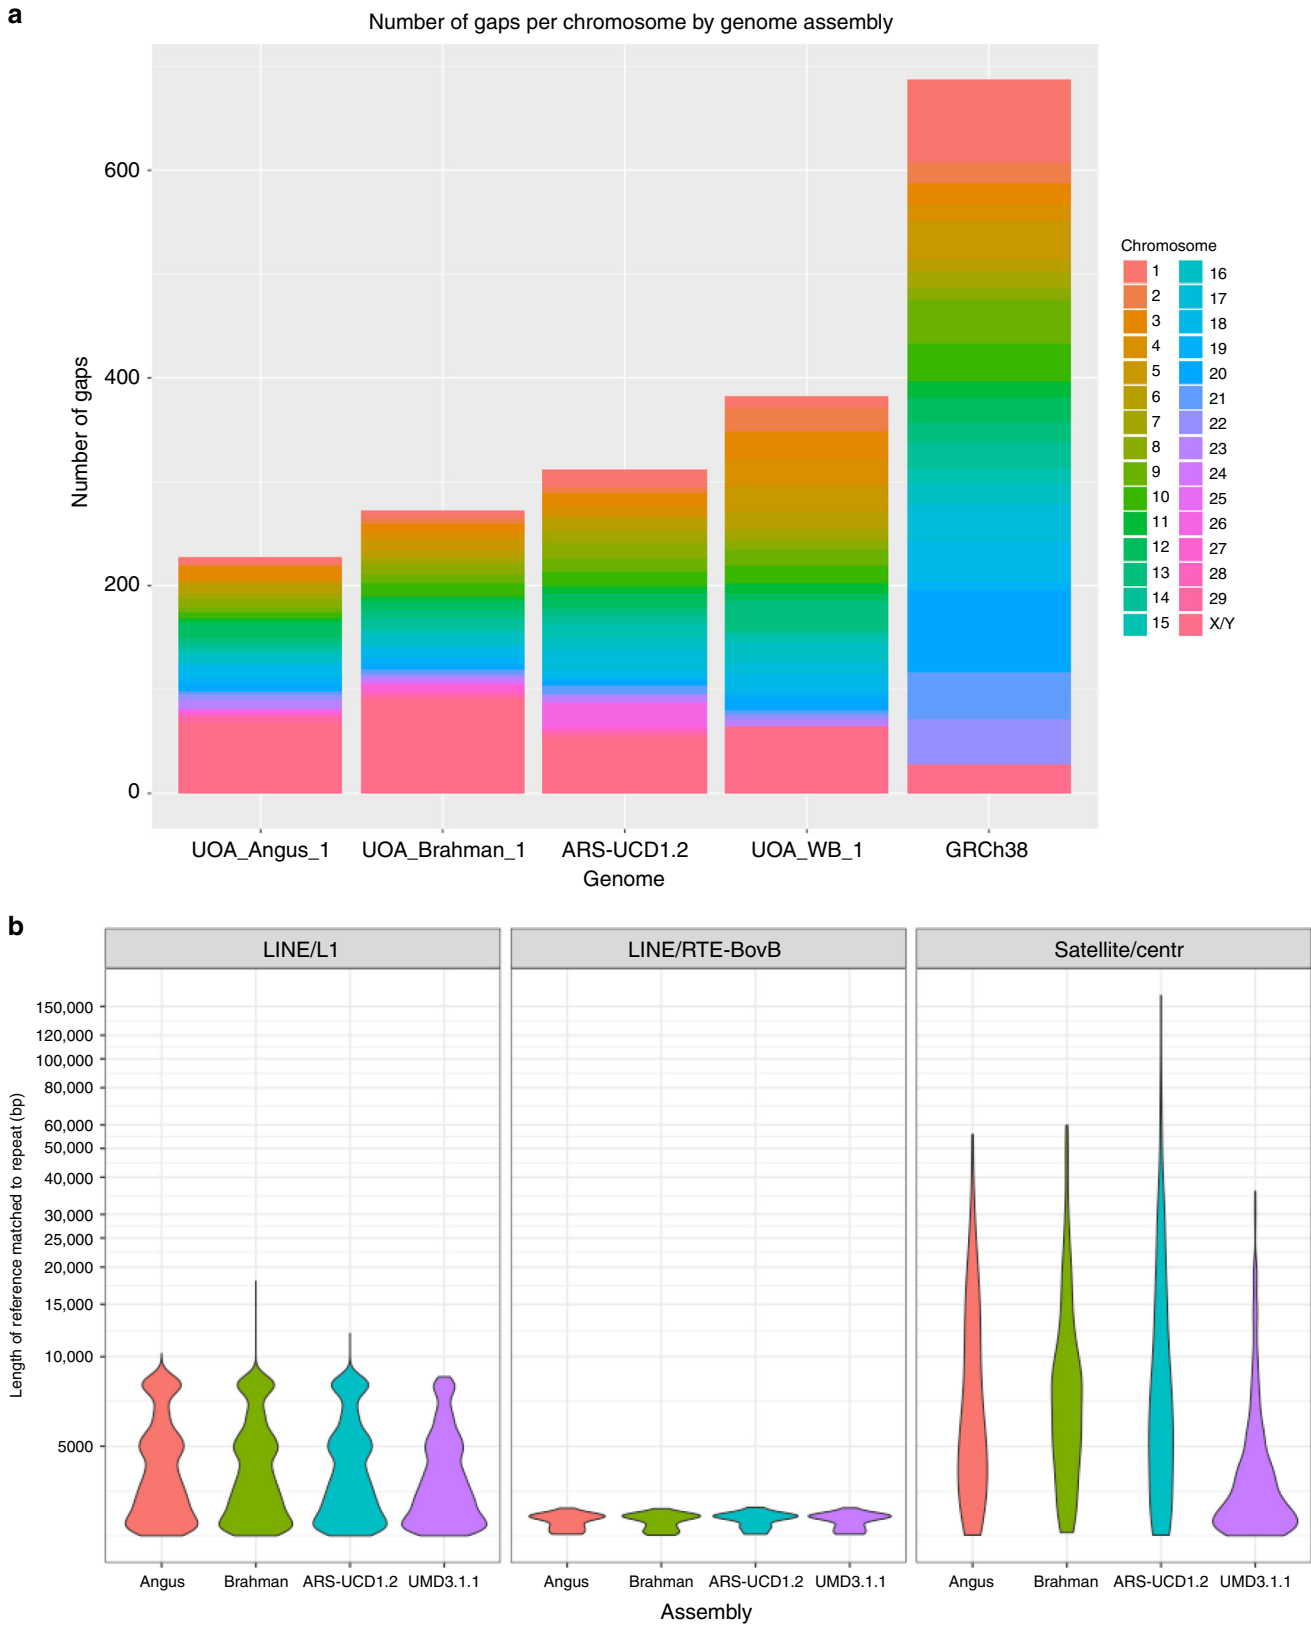 a
Number of gaps per chromosome by genome assembly
Number of gaps
600
400
200
0
UOA_Angus_1
UOA_Brahman_1
ARS-UCD1.2
UOA_WB_1
GRCh38
Genome
Chromosome
1
2
3
4
5
6
7
8
9
10
11
12
13
14
15
16
17
18
19
20
21
22
23
24
25
26
27
28
29
X/Y
b
LINE/L1
LINE/RTE-BovB
Satellite/centr
Length of reference matched to repeat (bp)
150,000
120,000
100,000
80,000
60,000
50,000
40,000
30,000
25,000
20,000
15,000
10,000
5000
Angus
Brahman
ARS-UCD1.2
UMD3.1.1
Angus
Brahman
ARS-UCD1.2
UMD3.1.1
Angus
Brahman
ARS-UCD1.2
UMD3.1.1
Assembly